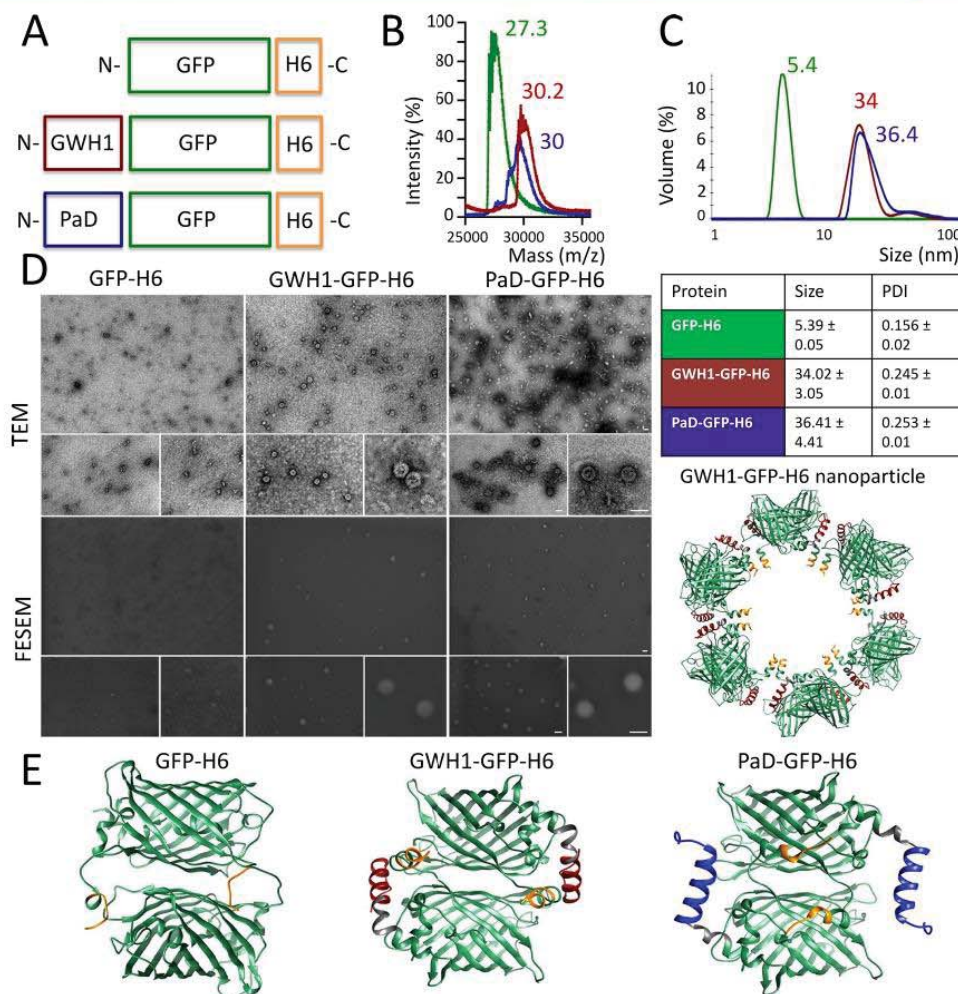 A
N- GFP H6 -C
N- GWH1 GFP H6 -C
N- PaD GFP H6 -C
B
27.3
30.2
30
Intensity (%)
100
80
60
40
20
0
25000 30000 35000
Mass (m/z)
C
5.4
34
36.4
Volume (%)
12
10
8
6
4
2
0
1 10 100
Size (nm)
D
GFP-H6 GWH1-GFP-H6 PaD-GFP-H6
TEM
FESEM
Protein Size PDI
GFP-H6 5.39 ± 0.156 ±
0.05 0.02
GWH1-GFP-H6 34.02 ± 0.245 ±
3.05 0.01
PaD-GFP-H6 36.41 ± 0.253 ±
4.41 0.01
GWH1-GFP-H6 nanoparticle
E
GFP-H6 GWH1-GFP-H6 PaD-GFP-H6